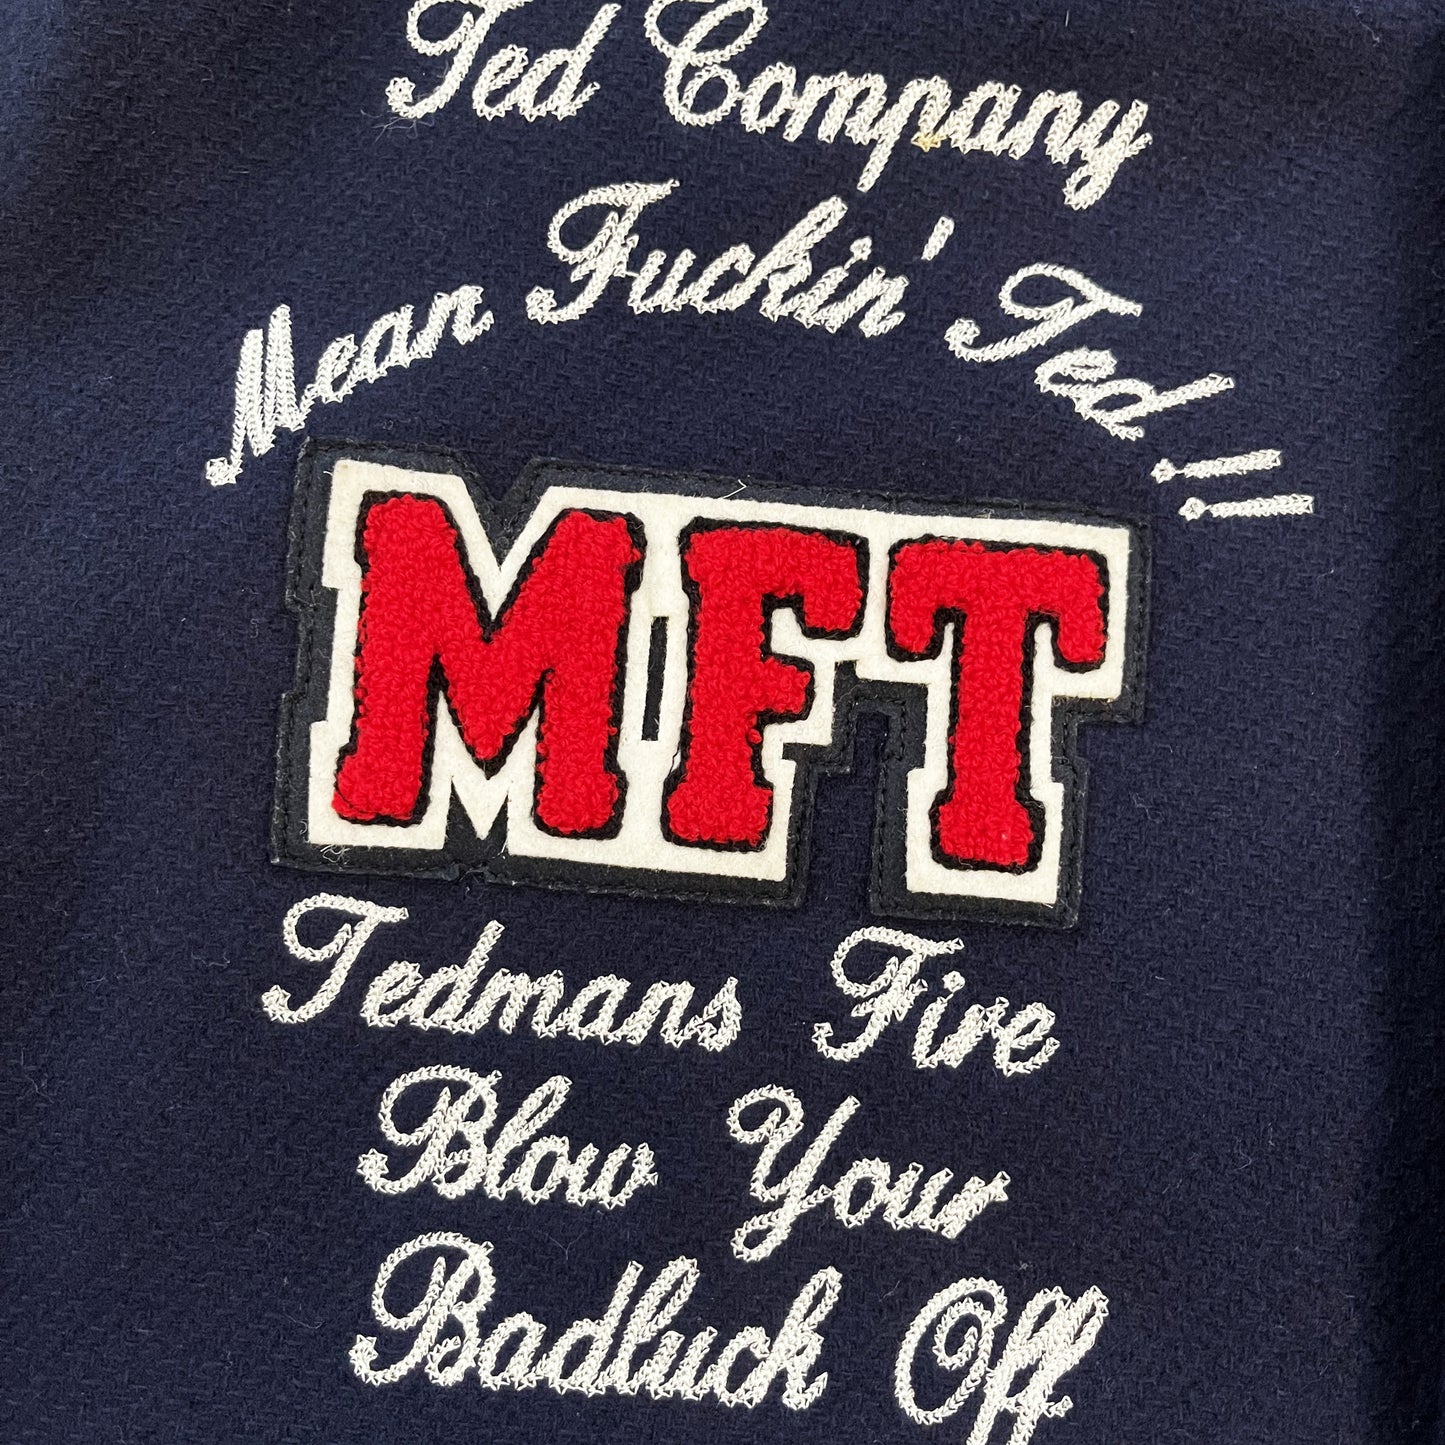 Ted Company
Mean Fuckin' Ted!!
MFT
Tedmans Fire
Blow Your
Badluck Off